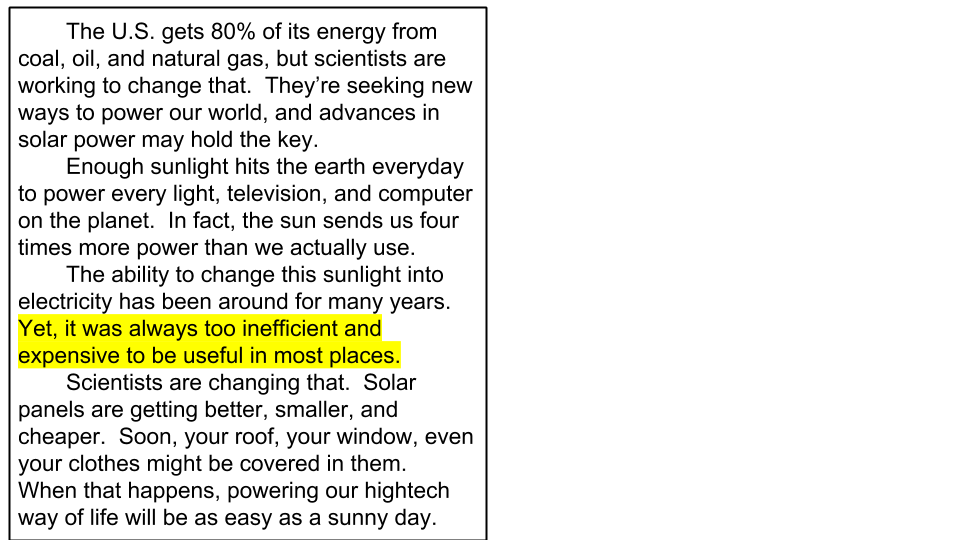 The U.S. gets 80% of its energy from
coal, oil, and natural gas, but scientists are
working to change that.  They’re seeking new
ways to power our world, and advances in
solar power may hold the key.
Enough sunlight hits the earth everyday
to power every light, television, and computer
on the planet.  In fact, the sun sends us four
times more power than we actually use.
The ability to change this sunlight into
electricity has been around for many years.
Yet, it was always too inefficient and
expensive to be useful in most places.
Scientists are changing that.  Solar
panels are getting better, smaller, and
cheaper.  Soon, your roof, your window, even
your clothes might be covered in them.
When that happens, powering our hightech
way of life will be as easy as a sunny day.